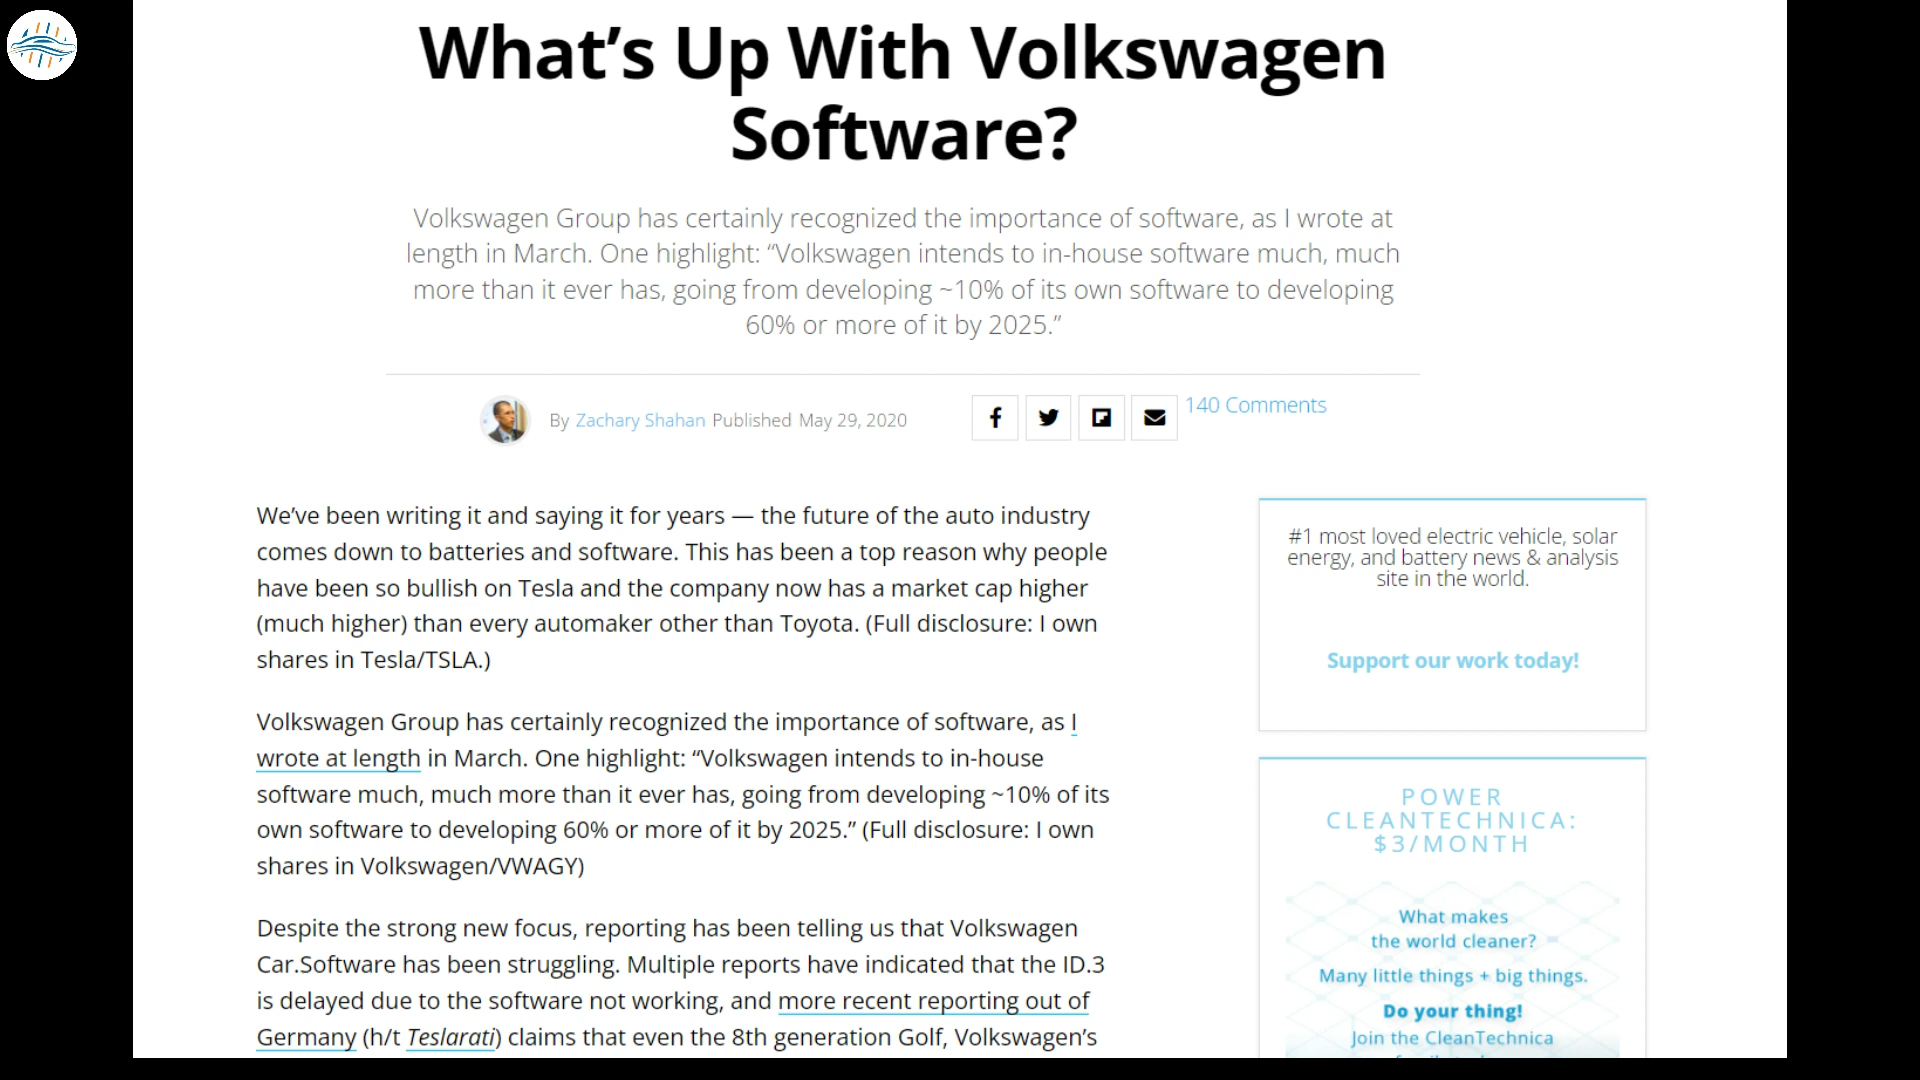 What’s Up With Volkswagen
Software?
Volkswagen Group has certainly recognized the importance of software, as I wrote at
length in March. One highlight: “Volkswagen intends to in-house software much, much
more than it ever has, going from developing ~10% of its own software to developing
60% or more of it by 2025.”
By Zachary Shahan Published May 29, 2020
140 Comments
We’ve been writing it and saying it for years — the future of the auto industry
comes down to batteries and software. This has been a top reason why people
have been so bullish on Tesla and the company now has a market cap higher
(much higher) than every automaker other than Toyota. (Full disclosure: I own
shares in Tesla/TSLA.)
Volkswagen Group has certainly recognized the importance of software, as I
wrote at length in March. One highlight: “Volkswagen intends to in-house
software much, much more than it ever has, going from developing ~10% of its
own software to developing 60% or more of it by 2025.” (Full disclosure: I own
shares in Volkswagen/VWAGY)
Despite the strong new focus, reporting has been telling us that Volkswagen
Car.Software has been struggling. Multiple reports have indicated that the ID.3
is delayed due to the software not working, and more recent reporting out of
Germany (h/t Teslarati) claims that even the 8th generation Golf, Volkswagen’s
#1 most loved electric vehicle, solar
energy, and battery news & analysis
site in the world.
Support our work today!
POWER
CLEANTECHNICA:
$3/MONTH
What makes
the world cleaner?
Many little things + big things.
Do your thing!
Join the CleanTechnica